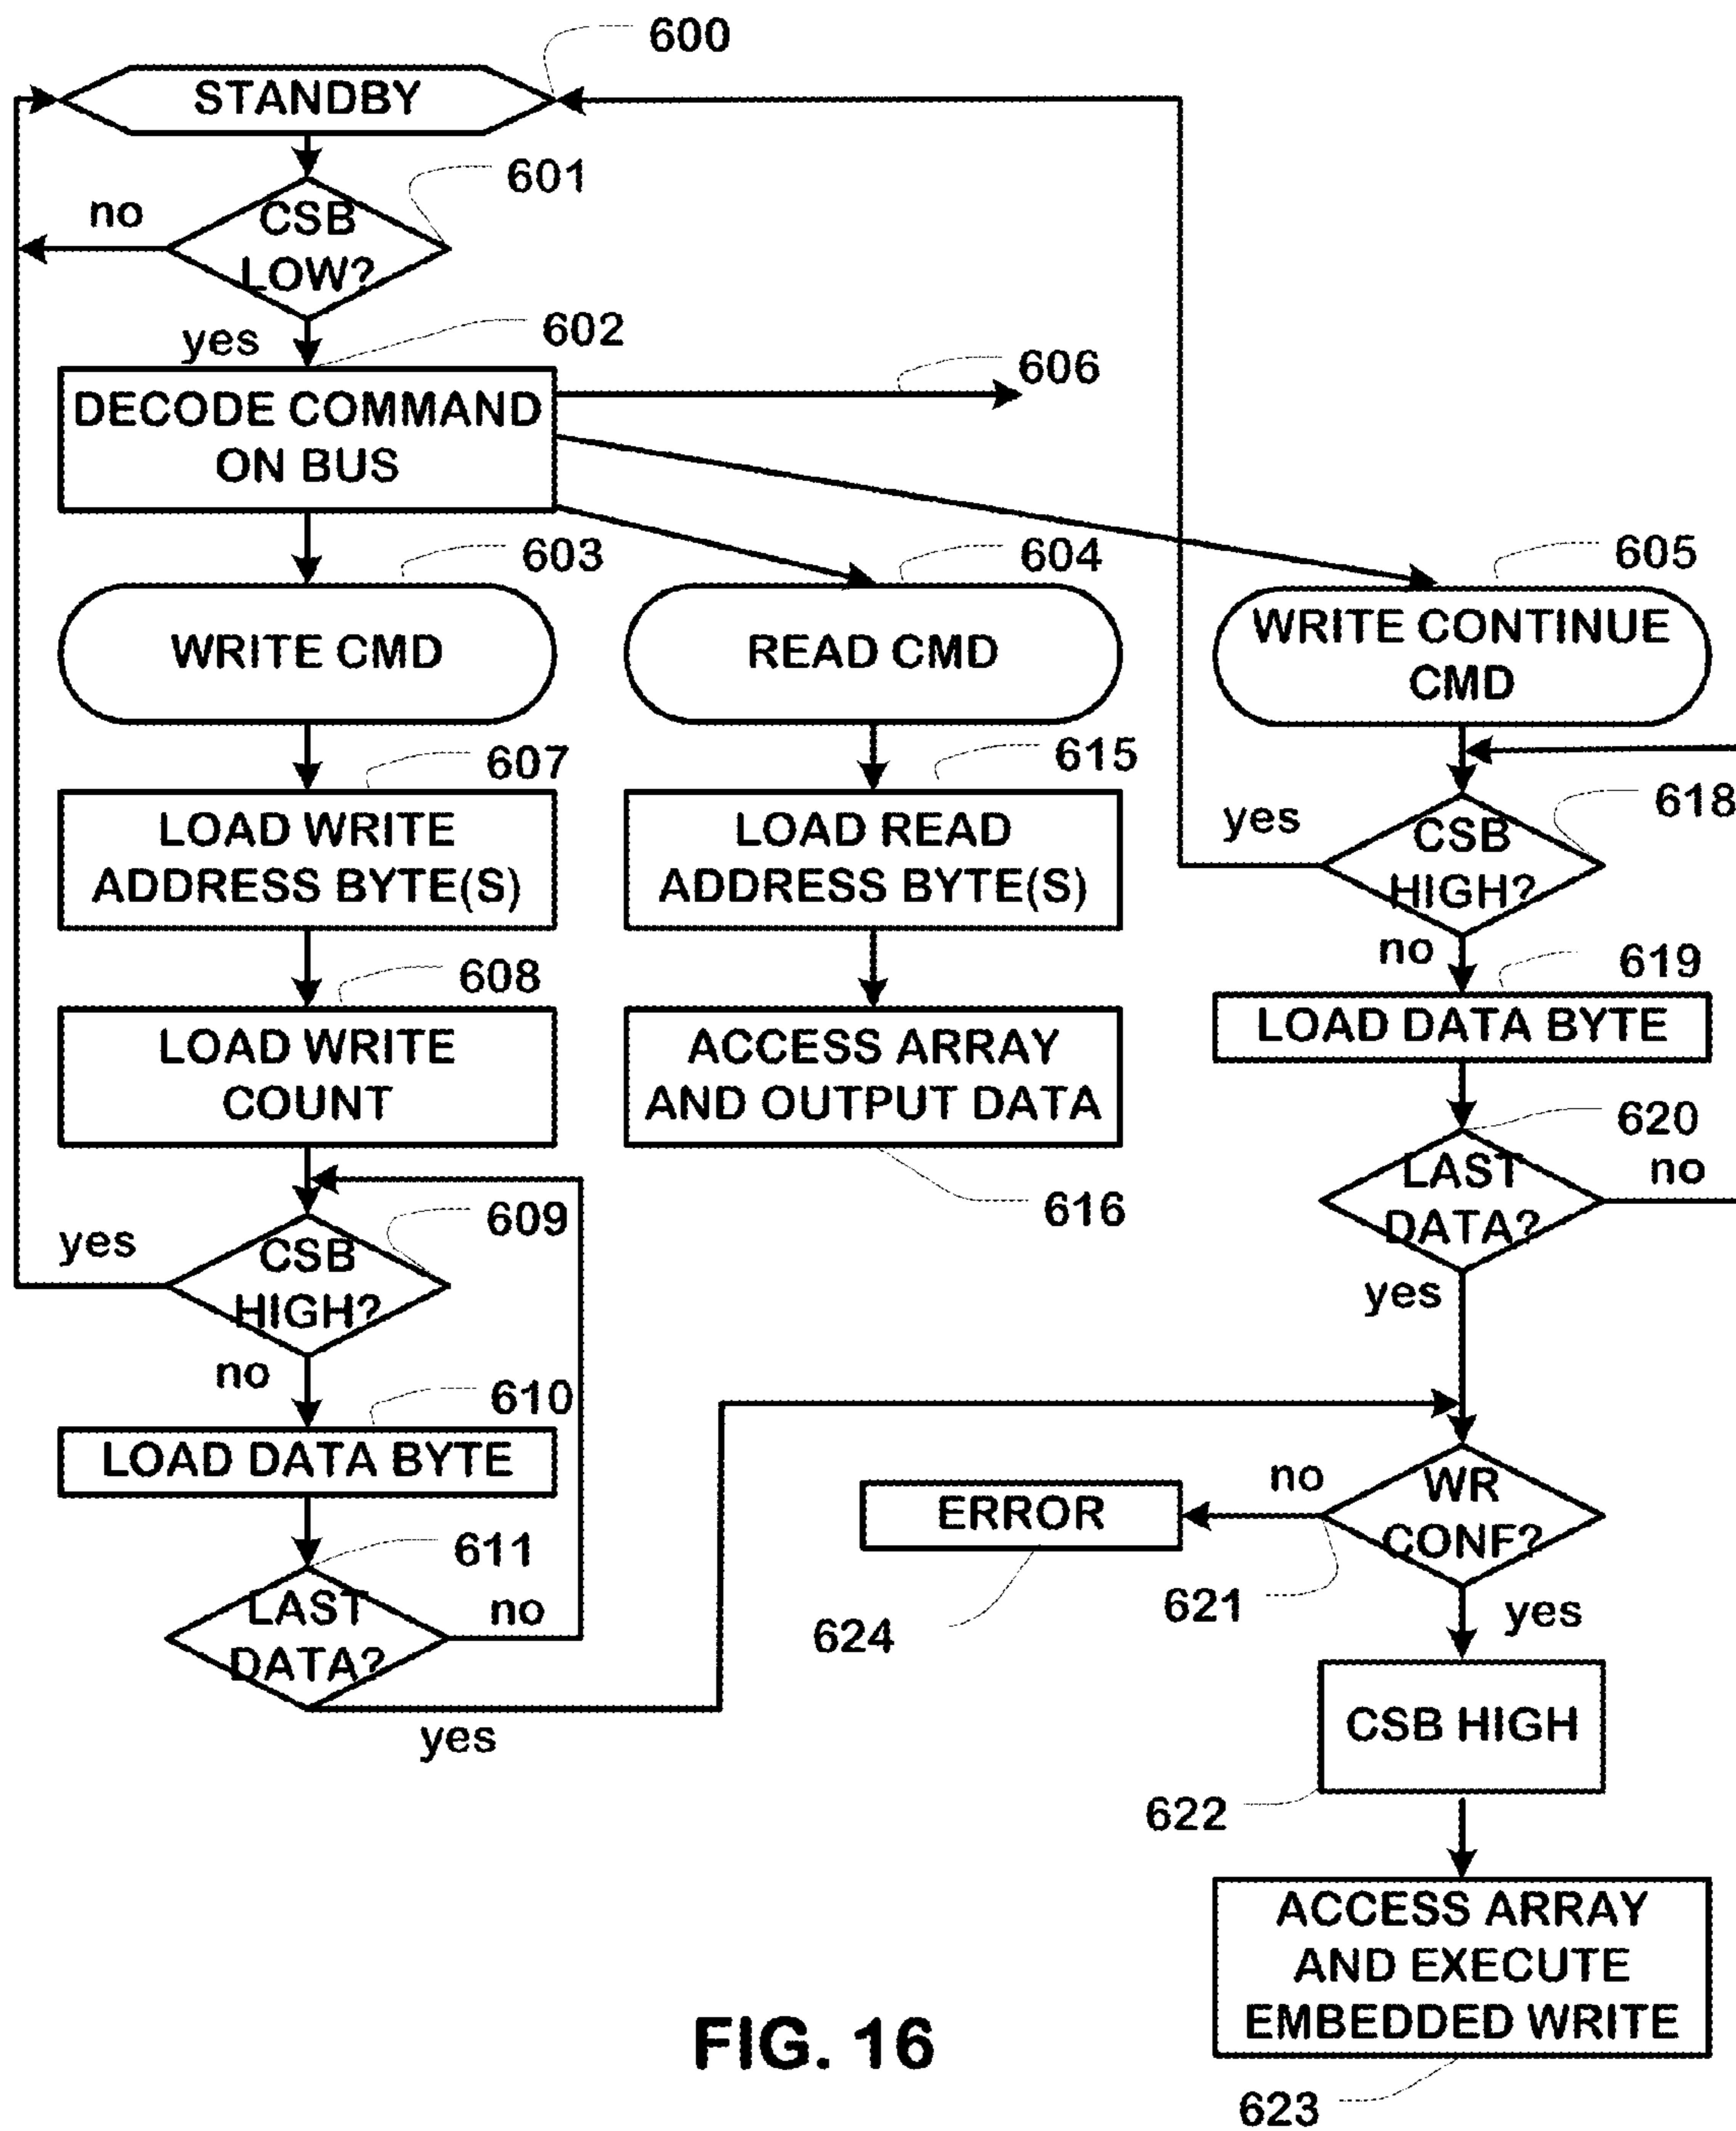 600
STANDBY
601
no
CSB
LOW?
yes
602
606
DECODE COMMAND
ON BUS
603
604
605
WRITE CMD
READ CMD
WRITE CONTINUE
CMD
607
615
618
LOAD WRITE
ADDRESS BYTE(S)
LOAD READ
ADDRESS BYTE(S)
yes
CSB
HIGH?
no
608
619
LOAD WRITE
COUNT
ACCESS ARRAY
AND OUTPUT DATA
LOAD DATA BYTE
620
616
LAST
DATA?
no
yes
609
yes
CSB
HIGH?
no
610
LOAD DATA BYTE
ERROR
no
WR
CONF?
611
LAST
DATA?
no
624
621
yes
yes
CSB HIGH
622
ACCESS ARRAY
AND EXECUTE
EMBEDDED WRITE
623
FIG. 16